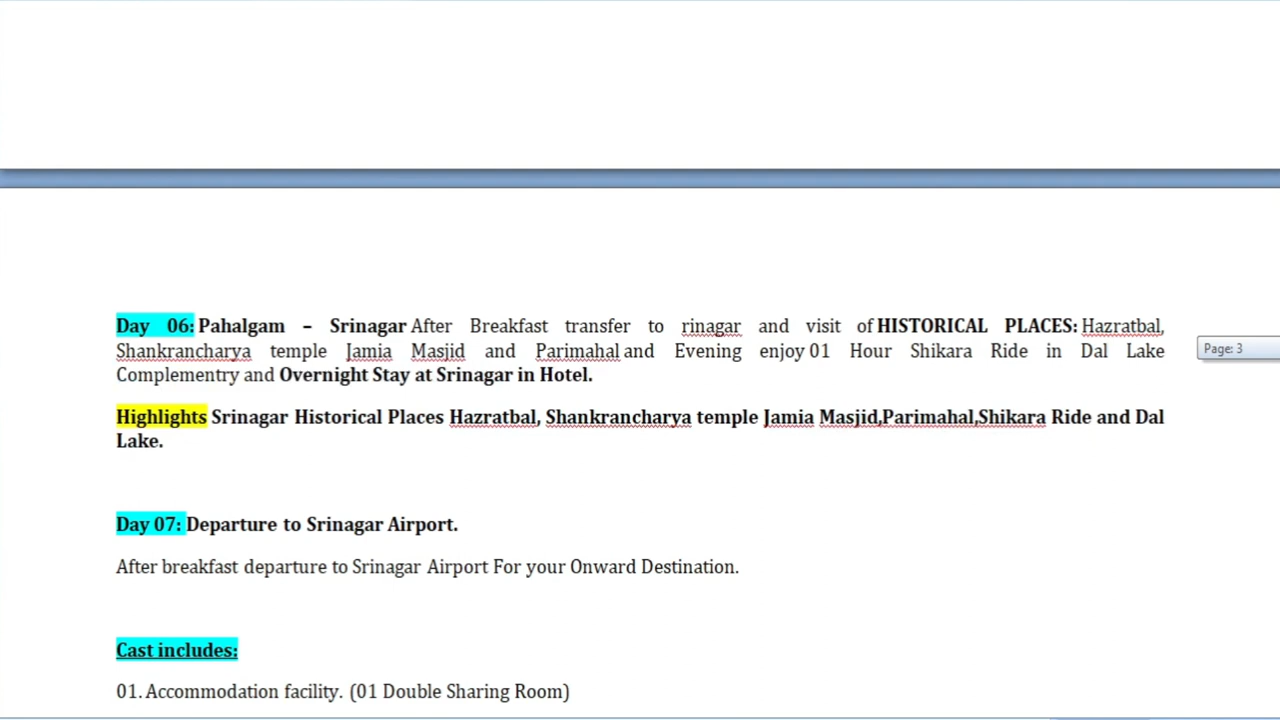 Day 06: Pahalgam – Srinagar After Breakfast transfer to rinagar and visit of HISTORICAL PLACES: Hazratbal,
Shankrancharya temple Jamia Masjid and Parimahal and Evening enjoy 01 Hour Shikara Ride in Dal Lake
Complementry and Overnight Stay at Srinagar in Hotel.
Page: 3
Highlights Srinagar Historical Places Hazratbal, Shankrancharya temple Jamia Masjid,Parimahal,Shikara Ride and Dal
Lake.
Day 07: Departure to Srinagar Airport.
After breakfast departure to Srinagar Airport For your Onward Destination.
Cast includes:
01. Accommodation facility. (01 Double Sharing Room)